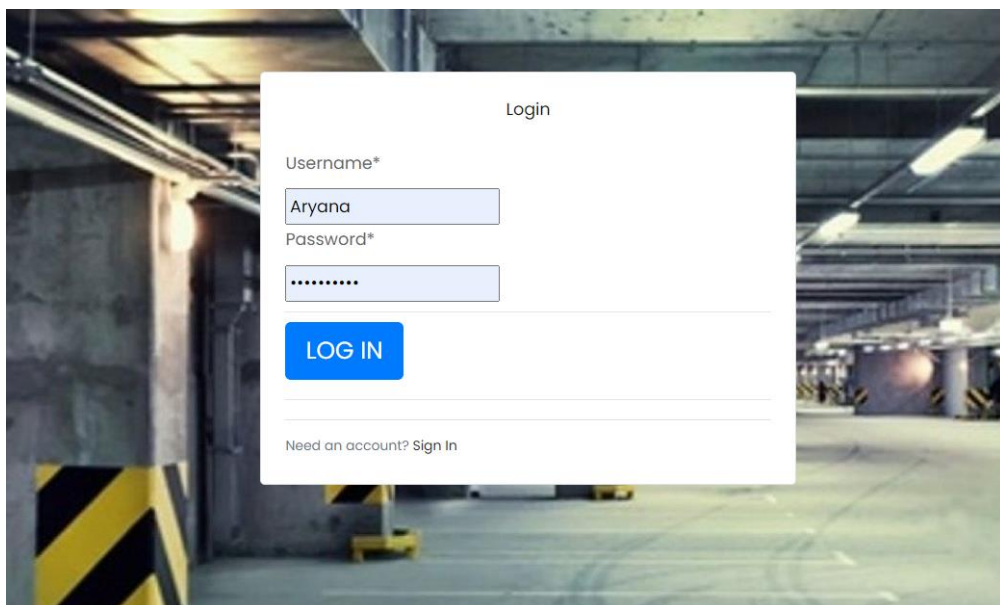 Login
Username*
Aryana
Password*
••••••••••
LOG IN
Need an account? Sign In